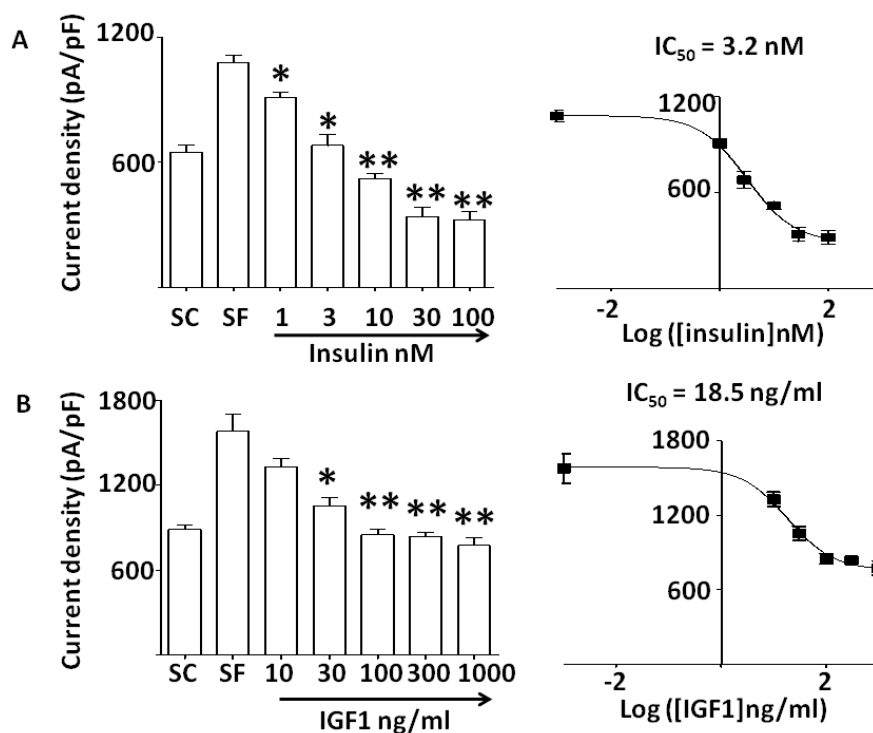 A
Current density (pA/pF)
1200
600
*
*
**
**
**
SC SF 1 3 10 30 100
Insulin nM
IC₅₀ = 3.2 nM
1200
600
-2 2
Log ([insulin]nM)
B
Current density (pA/pF)
1800
1200
600
*
**
**
**
SC SF 10 30 100 300 1000
IGF1 ng/ml
IC₅₀ = 18.5 ng/ml
1800
1200
600
-2 2
Log ([IGF1]ng/ml)